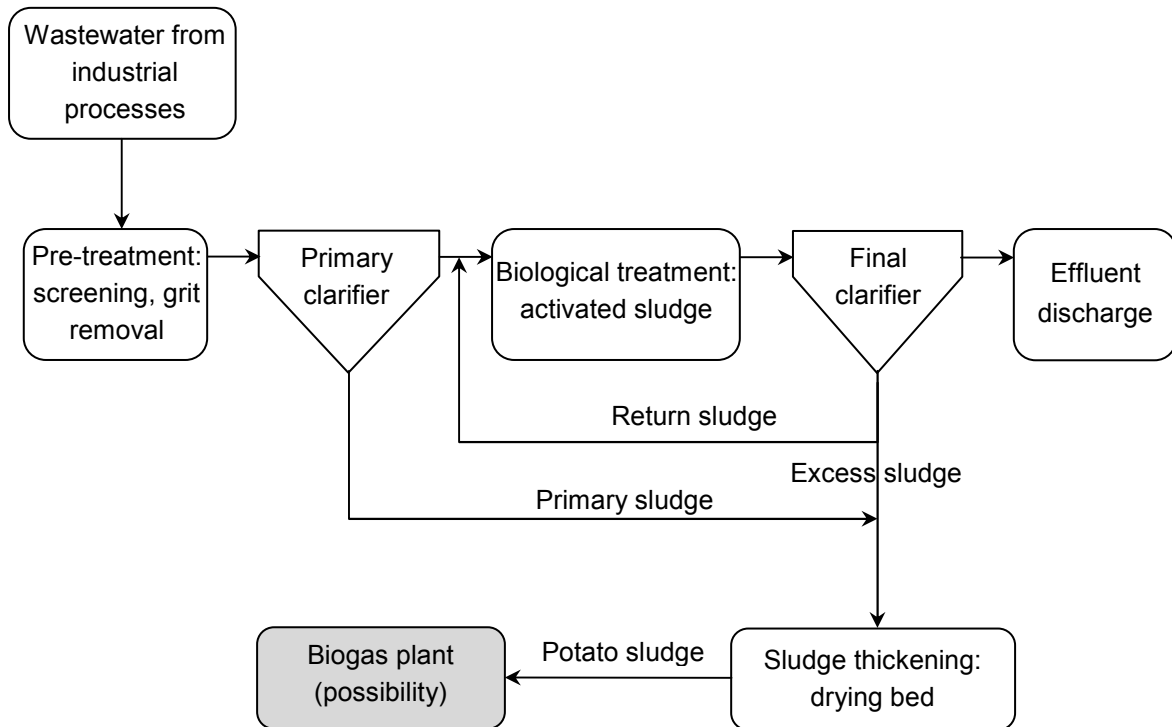 Wastewater from
industrial
processes
Pre-treatment:
screening, grit
removal
Primary
clarifier
Biological treatment:
activated sludge
Final
clarifier
Effluent
discharge
Return sludge
Excess sludge
Primary sludge
Biogas plant
(possibility)
Potato sludge
Sludge thickening:
drying bed